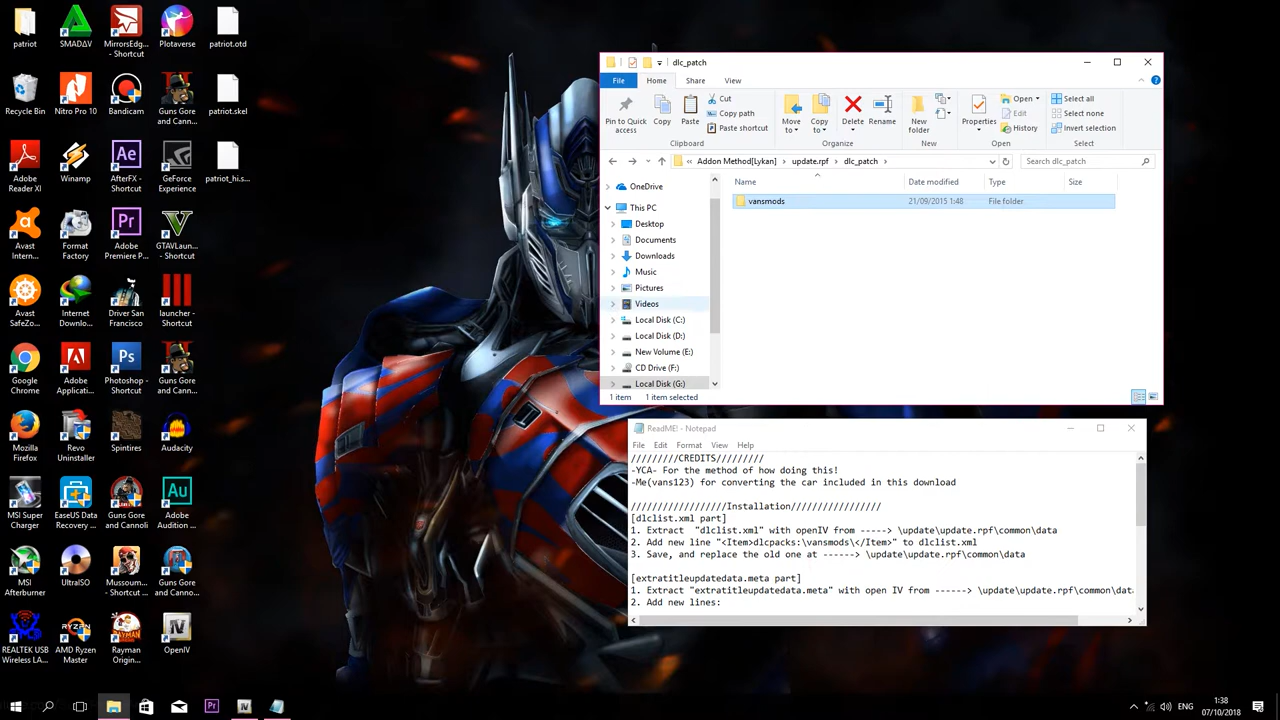 patriot
SMADΔV
MirrorsEdg...
- Shortcut
Plotaverse
patriot.otd
Recycle Bin
Nitro Pro 10
Bandicam
Guns Gore
and Cann...
patriot.skel
Adobe
Reader XI
Winamp
AfterFX -
Shortcut
GeForce
Experience
patriot_hi.s...
Avast
Intern...
Format
Factory
Adobe
Premiere P...
GTAVLaun...
- Shortcut
Avast
SafeZo...
Internet
Downlo...
Driver San
Francisco
launcher -
Shortcut
Google
Chrome
Adobe
Applicati...
Photoshop -
Shortcut
Guns Gore
and Cann...
Mozilla
Firefox
Revo
Uninstaller
Spintires
Audacity
MSI Super
Charger
EaseUS Data
Recovery ...
Guns Gore
and Cannoli
Adobe
Audition ...
MSI
Afterburner
UltraISO
Mussoum...
- Shortcut
Guns Gore
and Canno...
REALTEK USB
Wireless LA...
AMD Ryzen
Master
Rayman
Origin...
OpenIV
dlc_patch
File
Home
Share
View
Pin to Quick
access
Copy
Paste
Cut
Copy path
Paste shortcut
Clipboard
Move
to
Copy
to
Delete
Rename
Organize
New
folder
New
Properties
Open
Edit
History
Open
Select all
Select none
Invert selection
Select
« Addon Method[Lykan] › update.rpf › dlc_patch ›
Search dlc_patch
Name
Date modified
Type
Size
vansmods
21/09/2015 1:48
File folder
OneDrive
This PC
Desktop
Documents
Downloads
Music
Pictures
Videos
Local Disk (C:)
Local Disk (D:)
New Volume (E:)
CD Drive (F:)
Local Disk (G:)
1 item
1 item selected
ReadME! - Notepad
File Edit Format View Help
/////////CREDITS/////////
-YCA- For the method of how doing this!
-Me(vans123) for converting the car included in this download
//////////////////Installation/////////////////
[dlclist.xml part]
1. Extract  "dlclist.xml" with openIV from -----> \update\update.rpf\common\data
2. Add new line "<Item>dlcpacks:\vansmods\</Item>" to dlclist.xml
3. Save, and replace the old one at ------> \update\update.rpf\common\data
[extratitleupdatedata.meta part]
1. Extract "extratitleupdatedata.meta" with open IV from ------> \update\update.rpf\common\dat
2. Add new lines:
ENG
1:38
07/10/2018